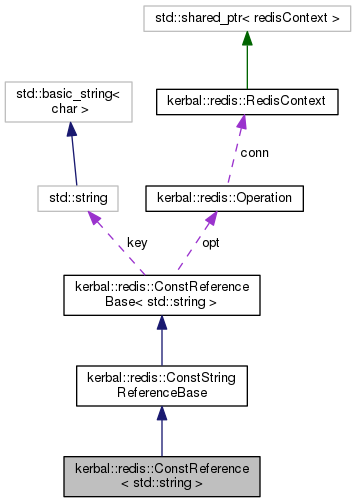 std::shared_ptr< redisContext >
std::basic_string<
char >
kerbal::redis::RedisContext
conn
std::string
kerbal::redis::Operation
key
opt
kerbal::redis::ConstReference
Base< std::string >
kerbal::redis::ConstString
ReferenceBase
kerbal::redis::ConstReference
< std::string >